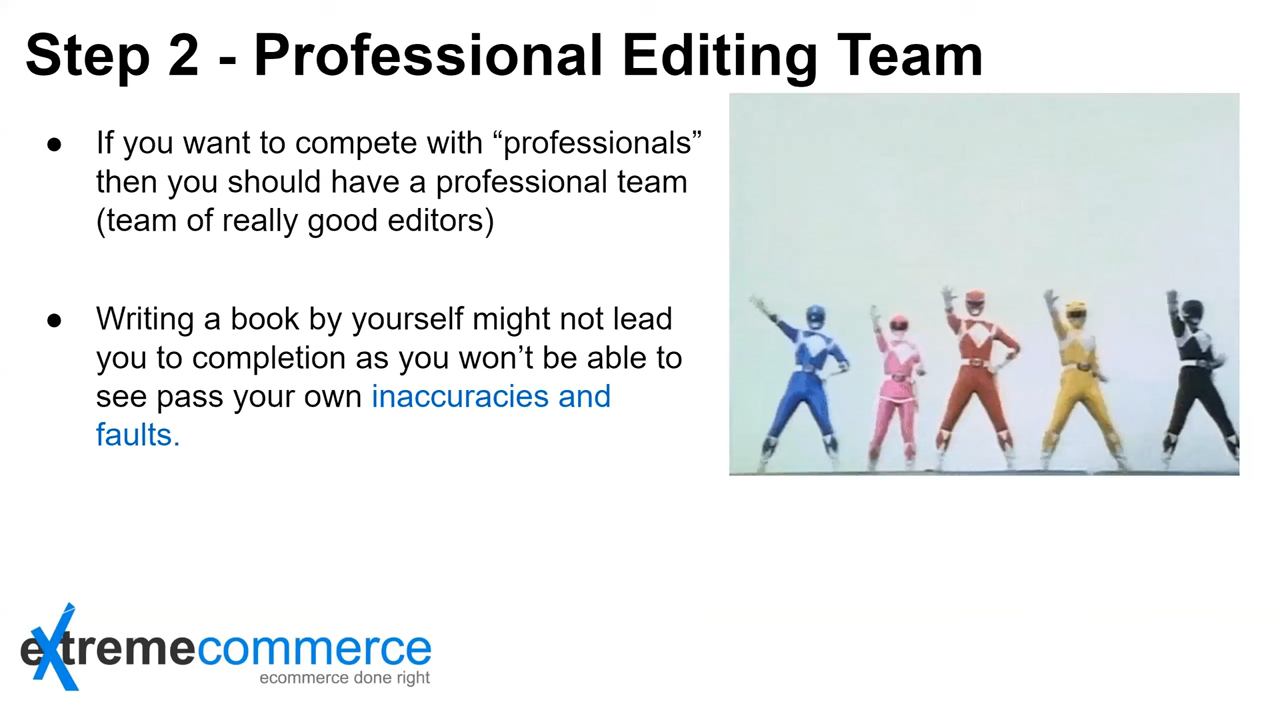 Step 2 - Professional Editing Team
● If you want to compete with “professionals”
then you should have a professional team
(team of really good editors)
● Writing a book by yourself might not lead
you to completion as you won’t be able to
see pass your own inaccuracies and
faults.
extremecommerce
ecommerce done right